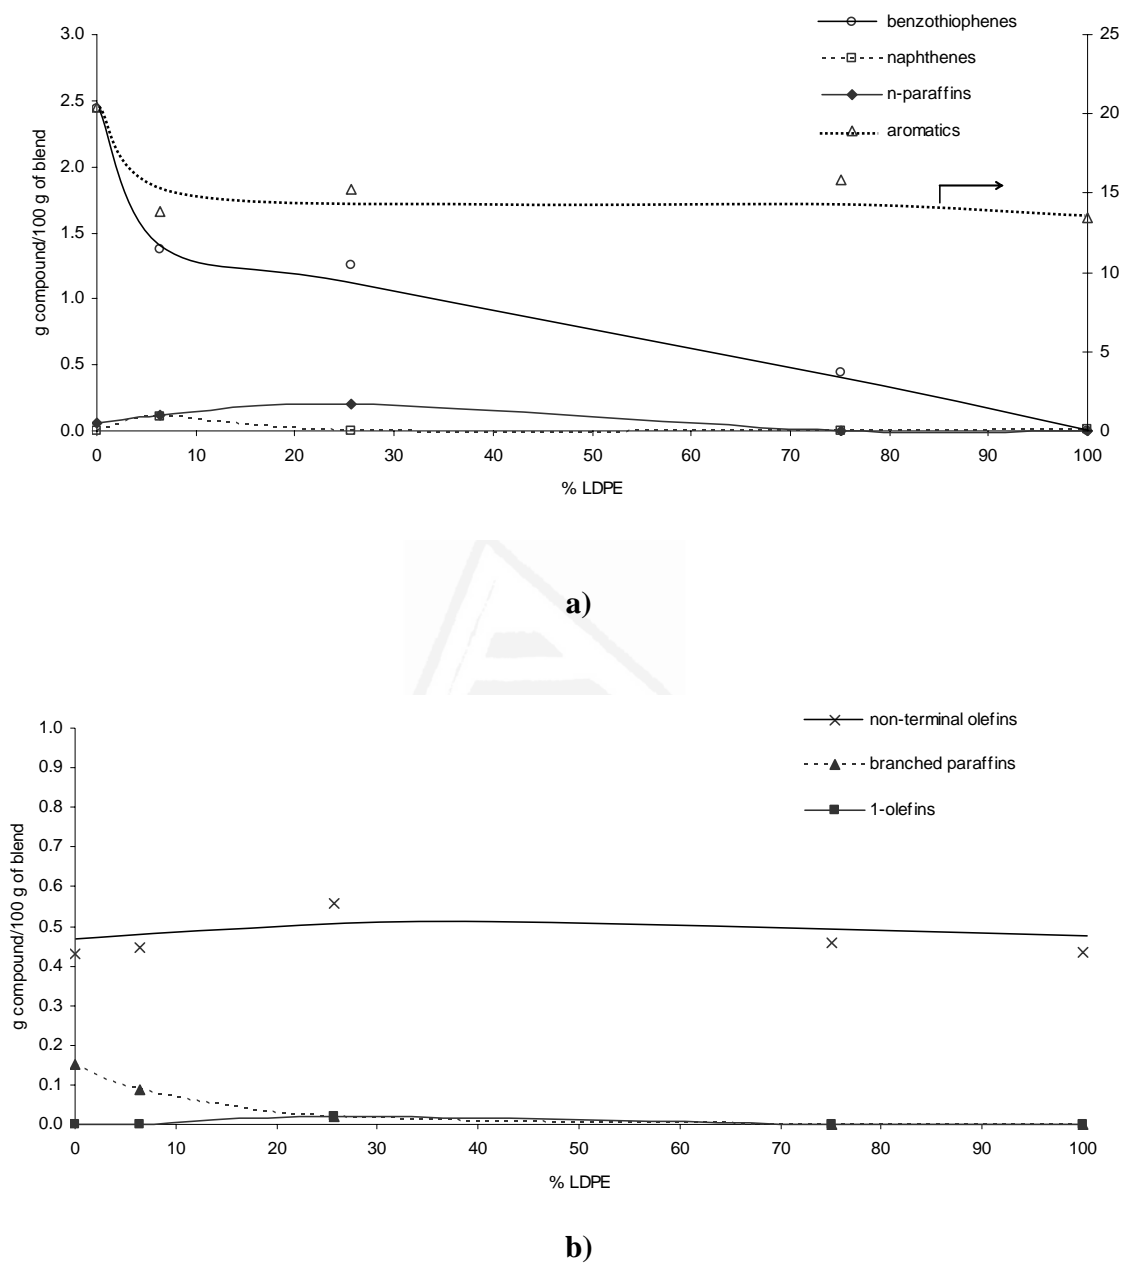 benzothiophenes
naphthenes
n-paraffins
aromatics
3.0
2.5
2.0
1.5
1.0
0.5
0.0
25
20
15
10
5
0
g compound/100 g of blend
0 10 20 30 40 50 60 70 80 90 100
% LDPE
a)
non-terminal olefins
branched paraffins
1-olefins
1.0
0.9
0.8
0.7
0.6
0.5
0.4
0.3
0.2
0.1
0.0
g compound/100 g of blend
0 10 20 30 40 50 60 70 80 90 100
% LDPE
b)